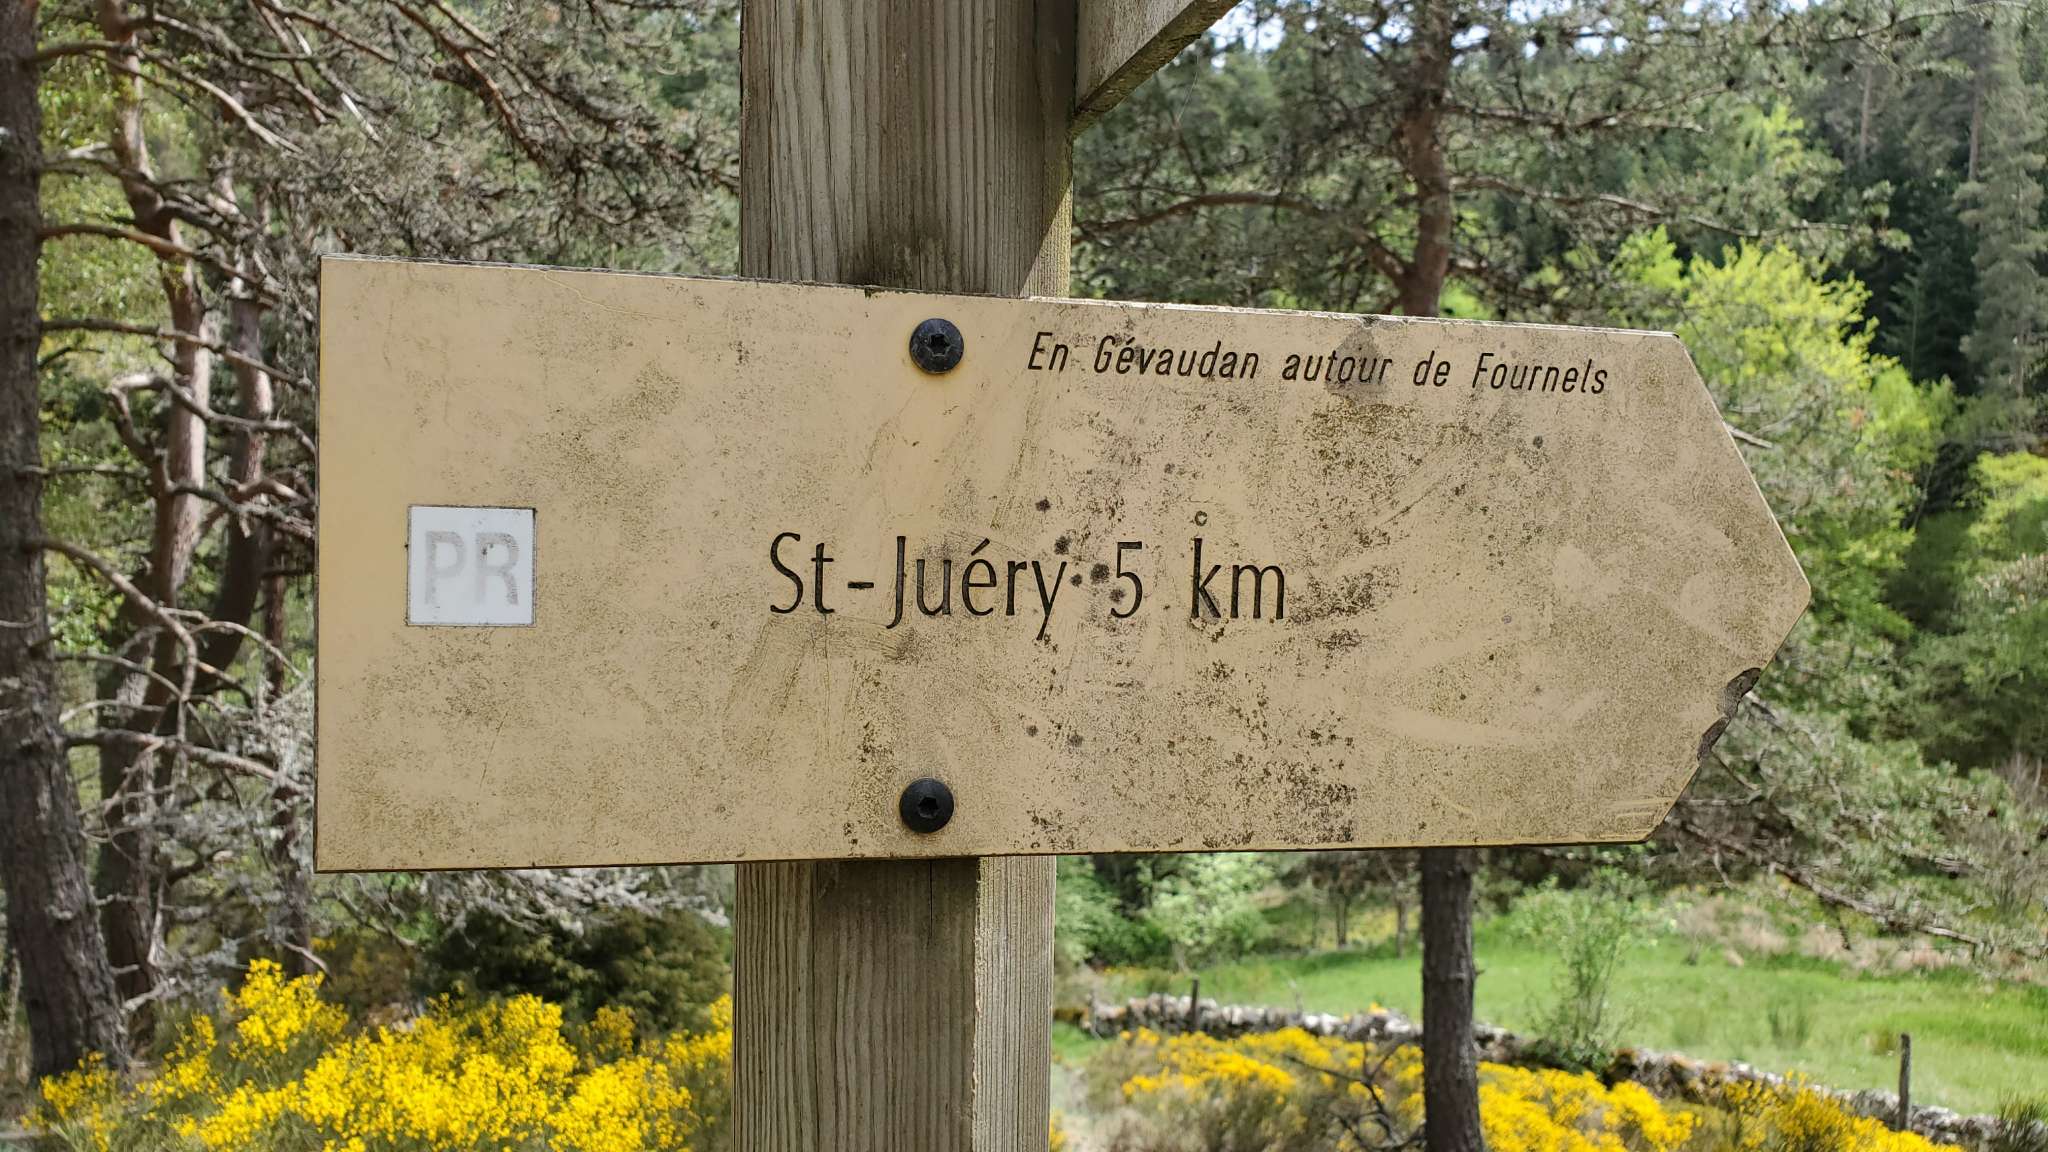 En Gévaudan autour de Fournels
PR
St-Juéry 5 km